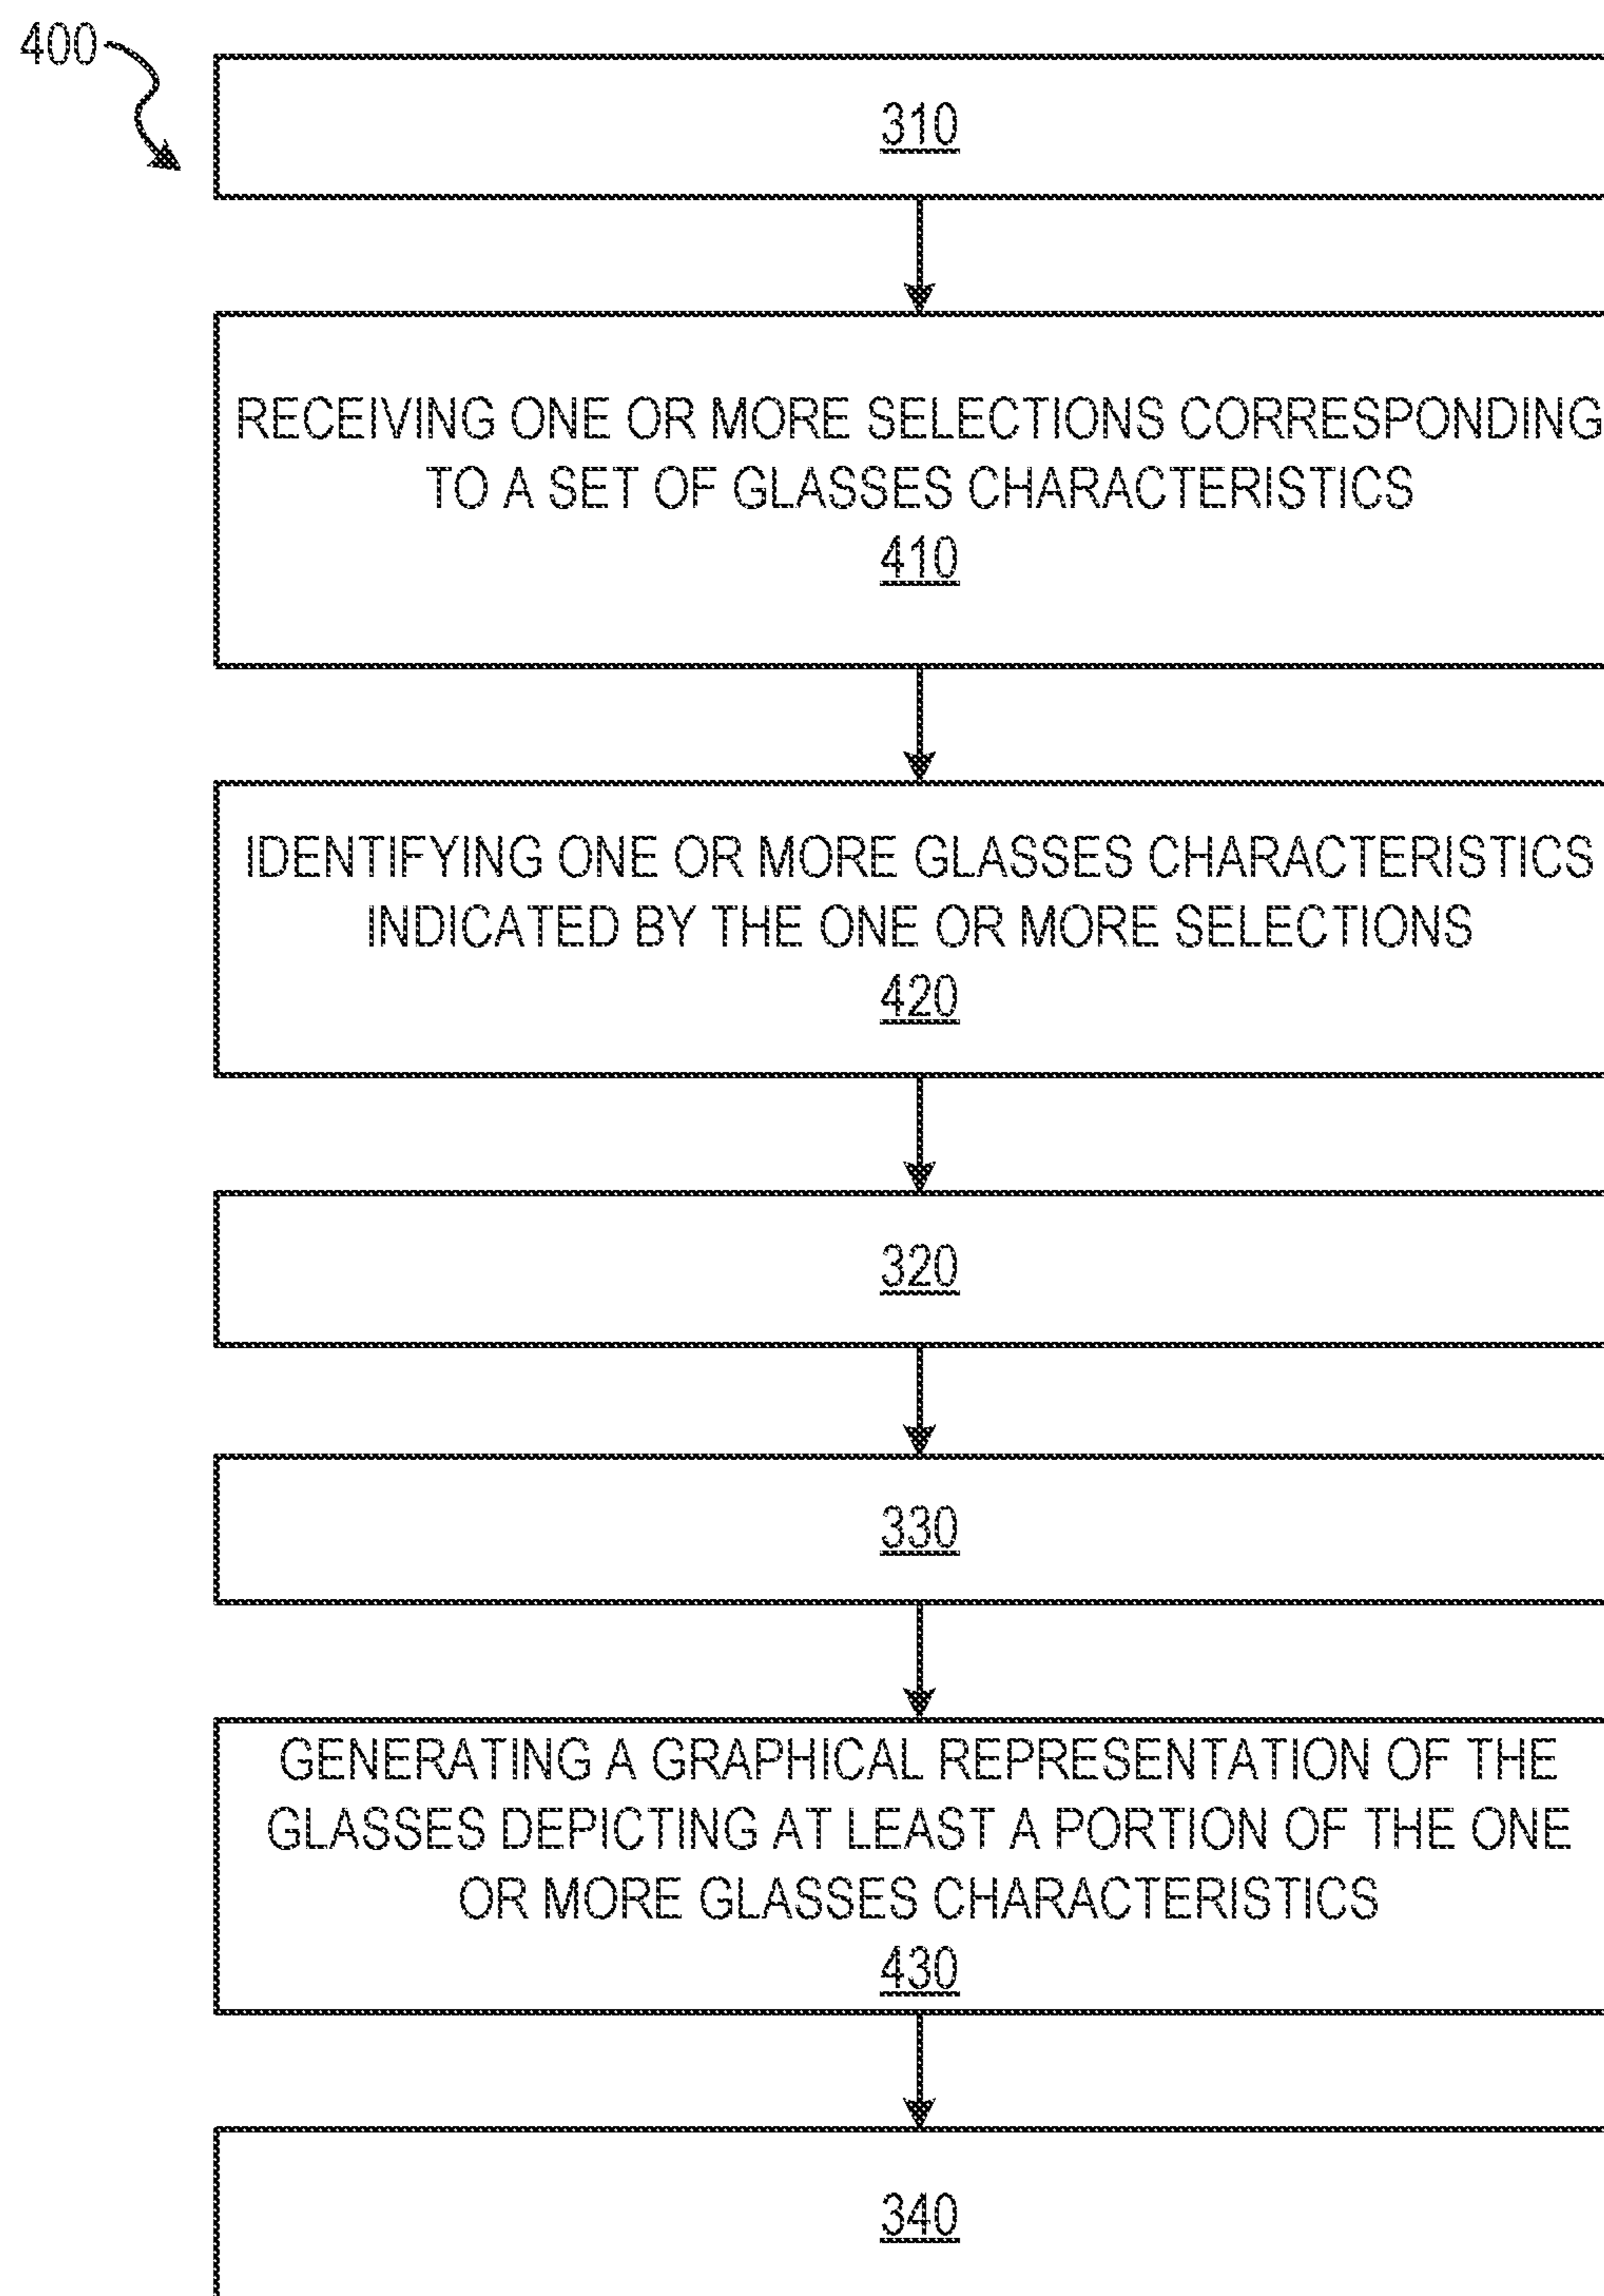 400
310
RECEIVING ONE OR MORE SELECTIONS CORRESPONDING
TO A SET OF GLASSES CHARACTERISTICS
410
IDENTIFYING ONE OR MORE GLASSES CHARACTERISTICS
INDICATED BY THE ONE OR MORE SELECTIONS
420
320
330
GENERATING A GRAPHICAL REPRESENTATION OF THE
GLASSES DEPICTING AT LEAST A PORTION OF THE ONE
OR MORE GLASSES CHARACTERISTICS
430
340